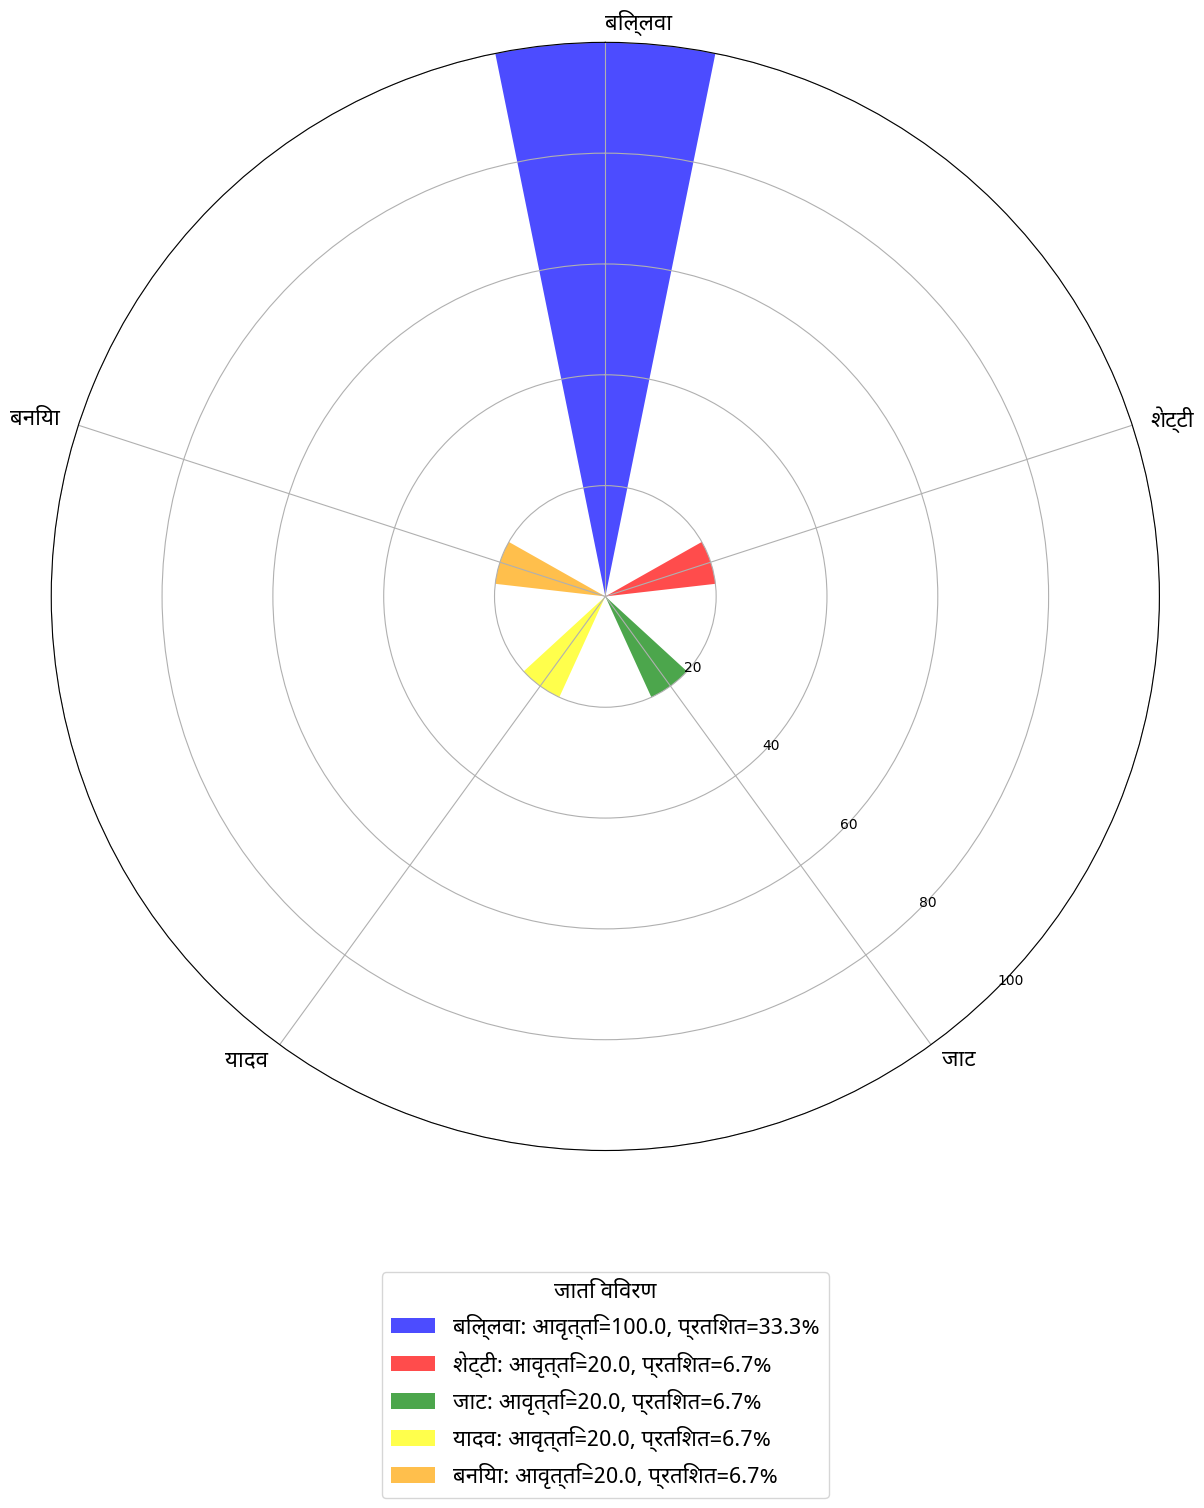 बिल्लवा
शेट्टी
बनिया
20
40
60
80
100
यादव
जाट
जाति विवरण
बिल्लवा: आवृत्ति=100.0, प्रतिशत=33.3%
शेट्टी: आवृत्ति=20.0, प्रतिशत=6.7%
जाट: आवृत्ति=20.0, प्रतिशत=6.7%
यादव: आवृत्ति=20.0, प्रतिशत=6.7%
बनिया: आवृत्ति=20.0, प्रतिशत=6.7%